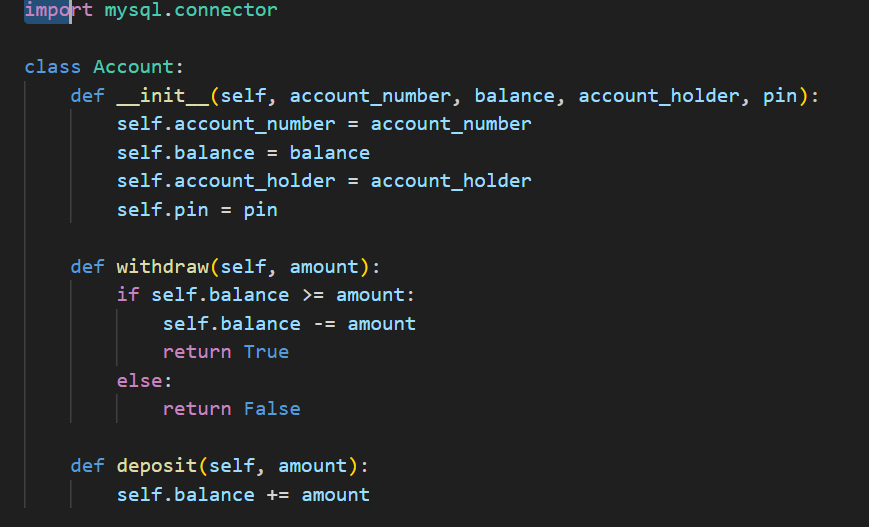 import mysql.connector
class Account:
    def __init__(self, account_number, balance, account_holder, pin):
        self.account_number = account_number
        self.balance = balance
        self.account_holder = account_holder
        self.pin = pin
    def withdraw(self, amount):
        if self.balance >= amount:
            self.balance -= amount
            return True
        else:
            return False
    def deposit(self, amount):
        self.balance += amount